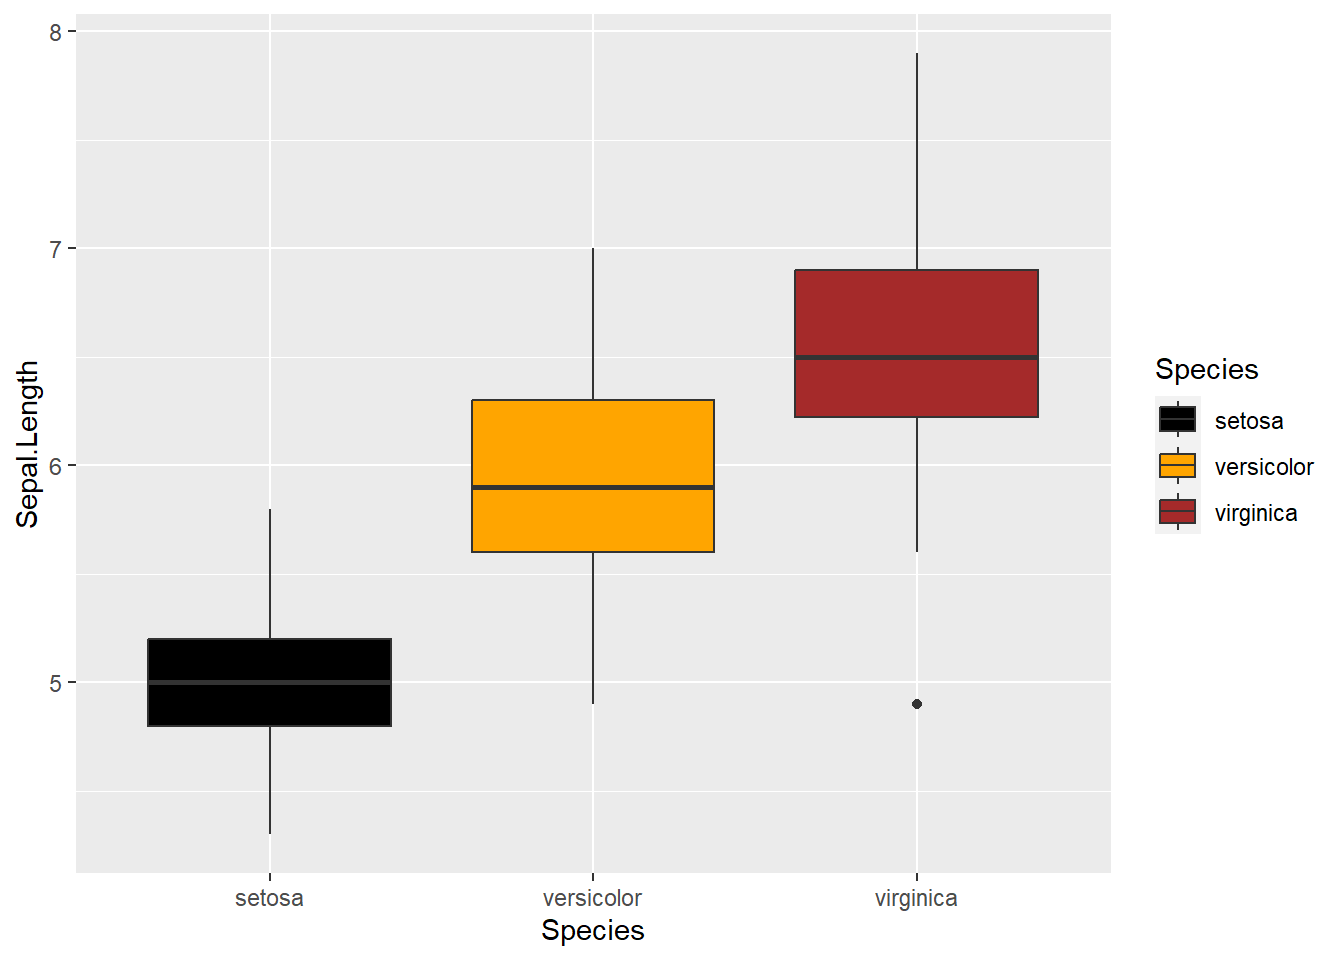 8
7
6
5
Sepal.Length
setosa
versicolor
virginica
Species
Species
setosa
versicolor
virginica